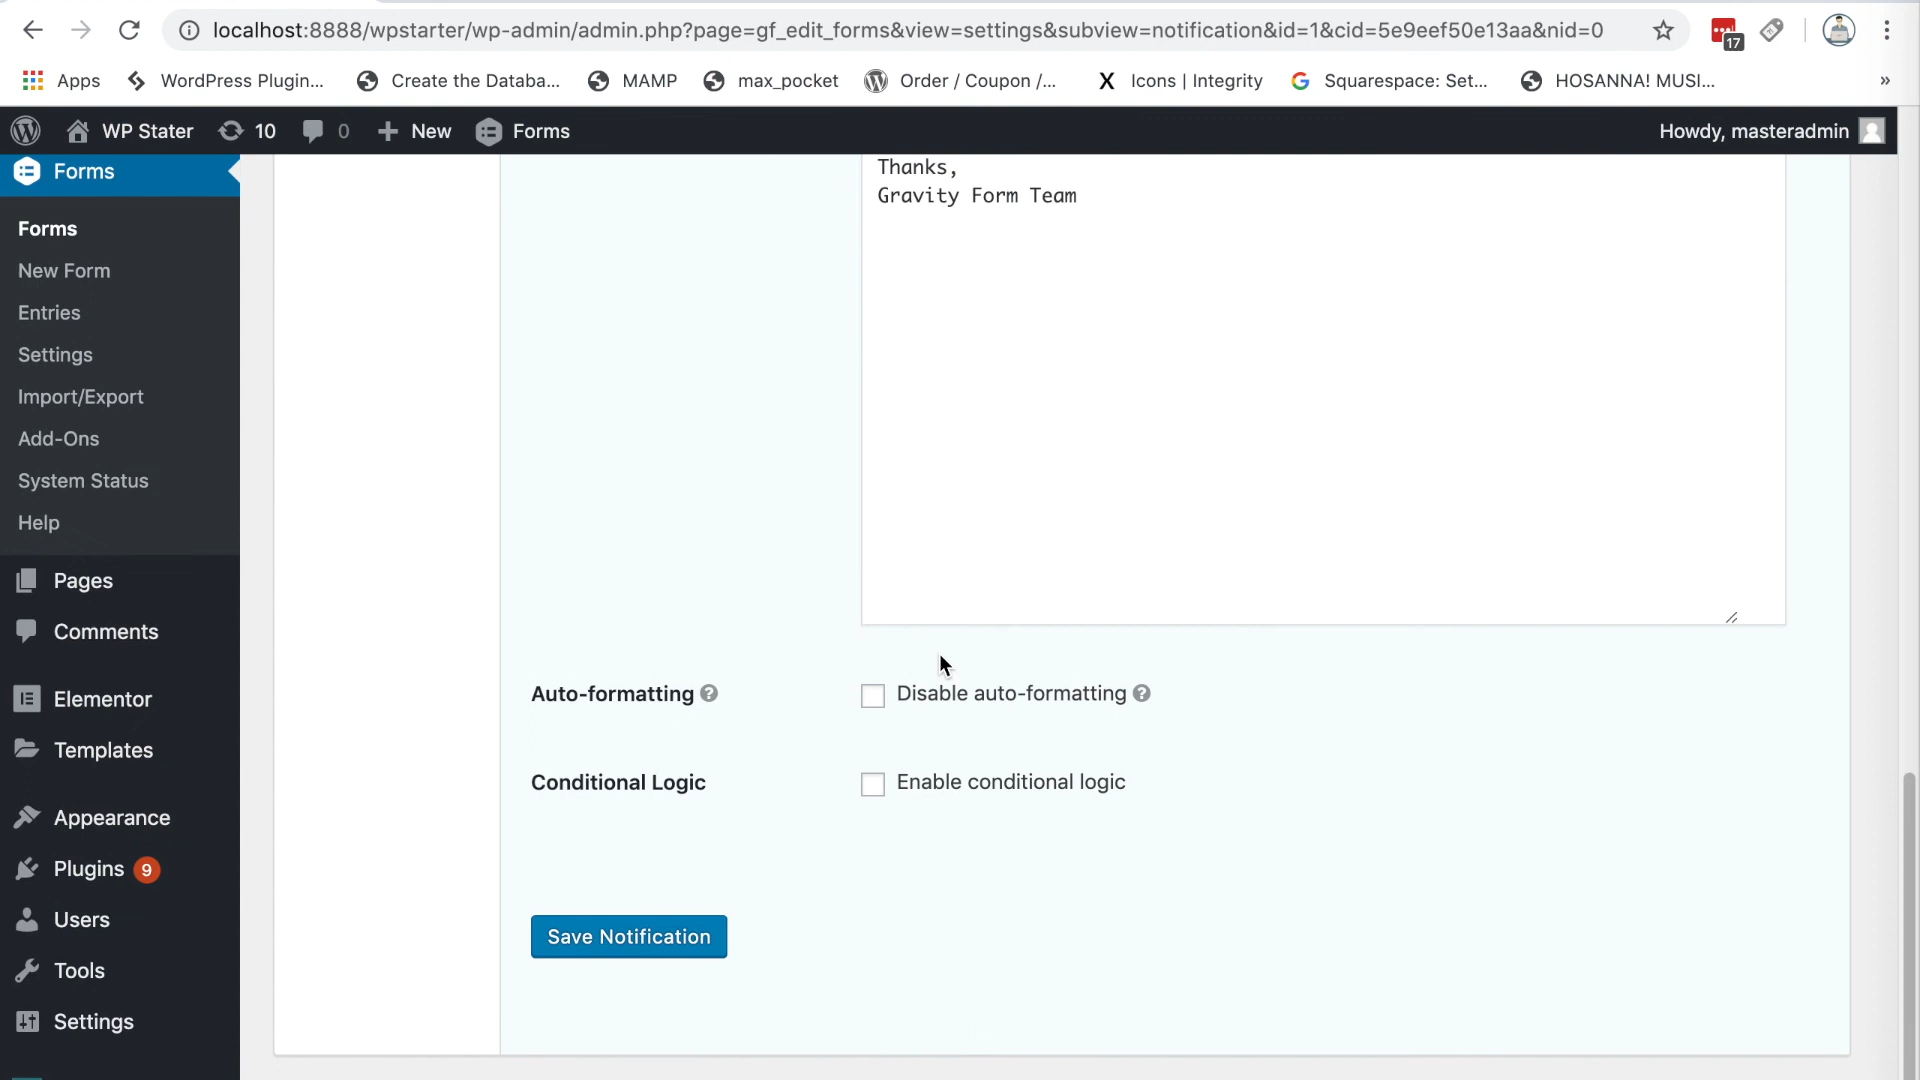 localhost:8888/wpstarter/wp-admin/admin.php?page=gf_edit_forms&view=settings&subview=notification&id=1&cid=5e9eef50e13aa&nid=0
17
Apps
WordPress Plugin...
Create the Databa...
MAMP
max_pocket
Order / Coupon /...
X Icons | Integrity
Squarespace: Set...
HOSANNA! MUSI...
»
WP Stater
10
0
New
Forms
Howdy, masteradmin
Forms
Forms
New Form
Entries
Settings
Import/Export
Add-Ons
System Status
Help
Pages
Comments
Elementor
Templates
Appearance
Plugins 9
Users
Tools
Settings
Thanks,
Gravity Form Team
Auto-formatting ?
Disable auto-formatting ?
Conditional Logic
Enable conditional logic
Save Notification